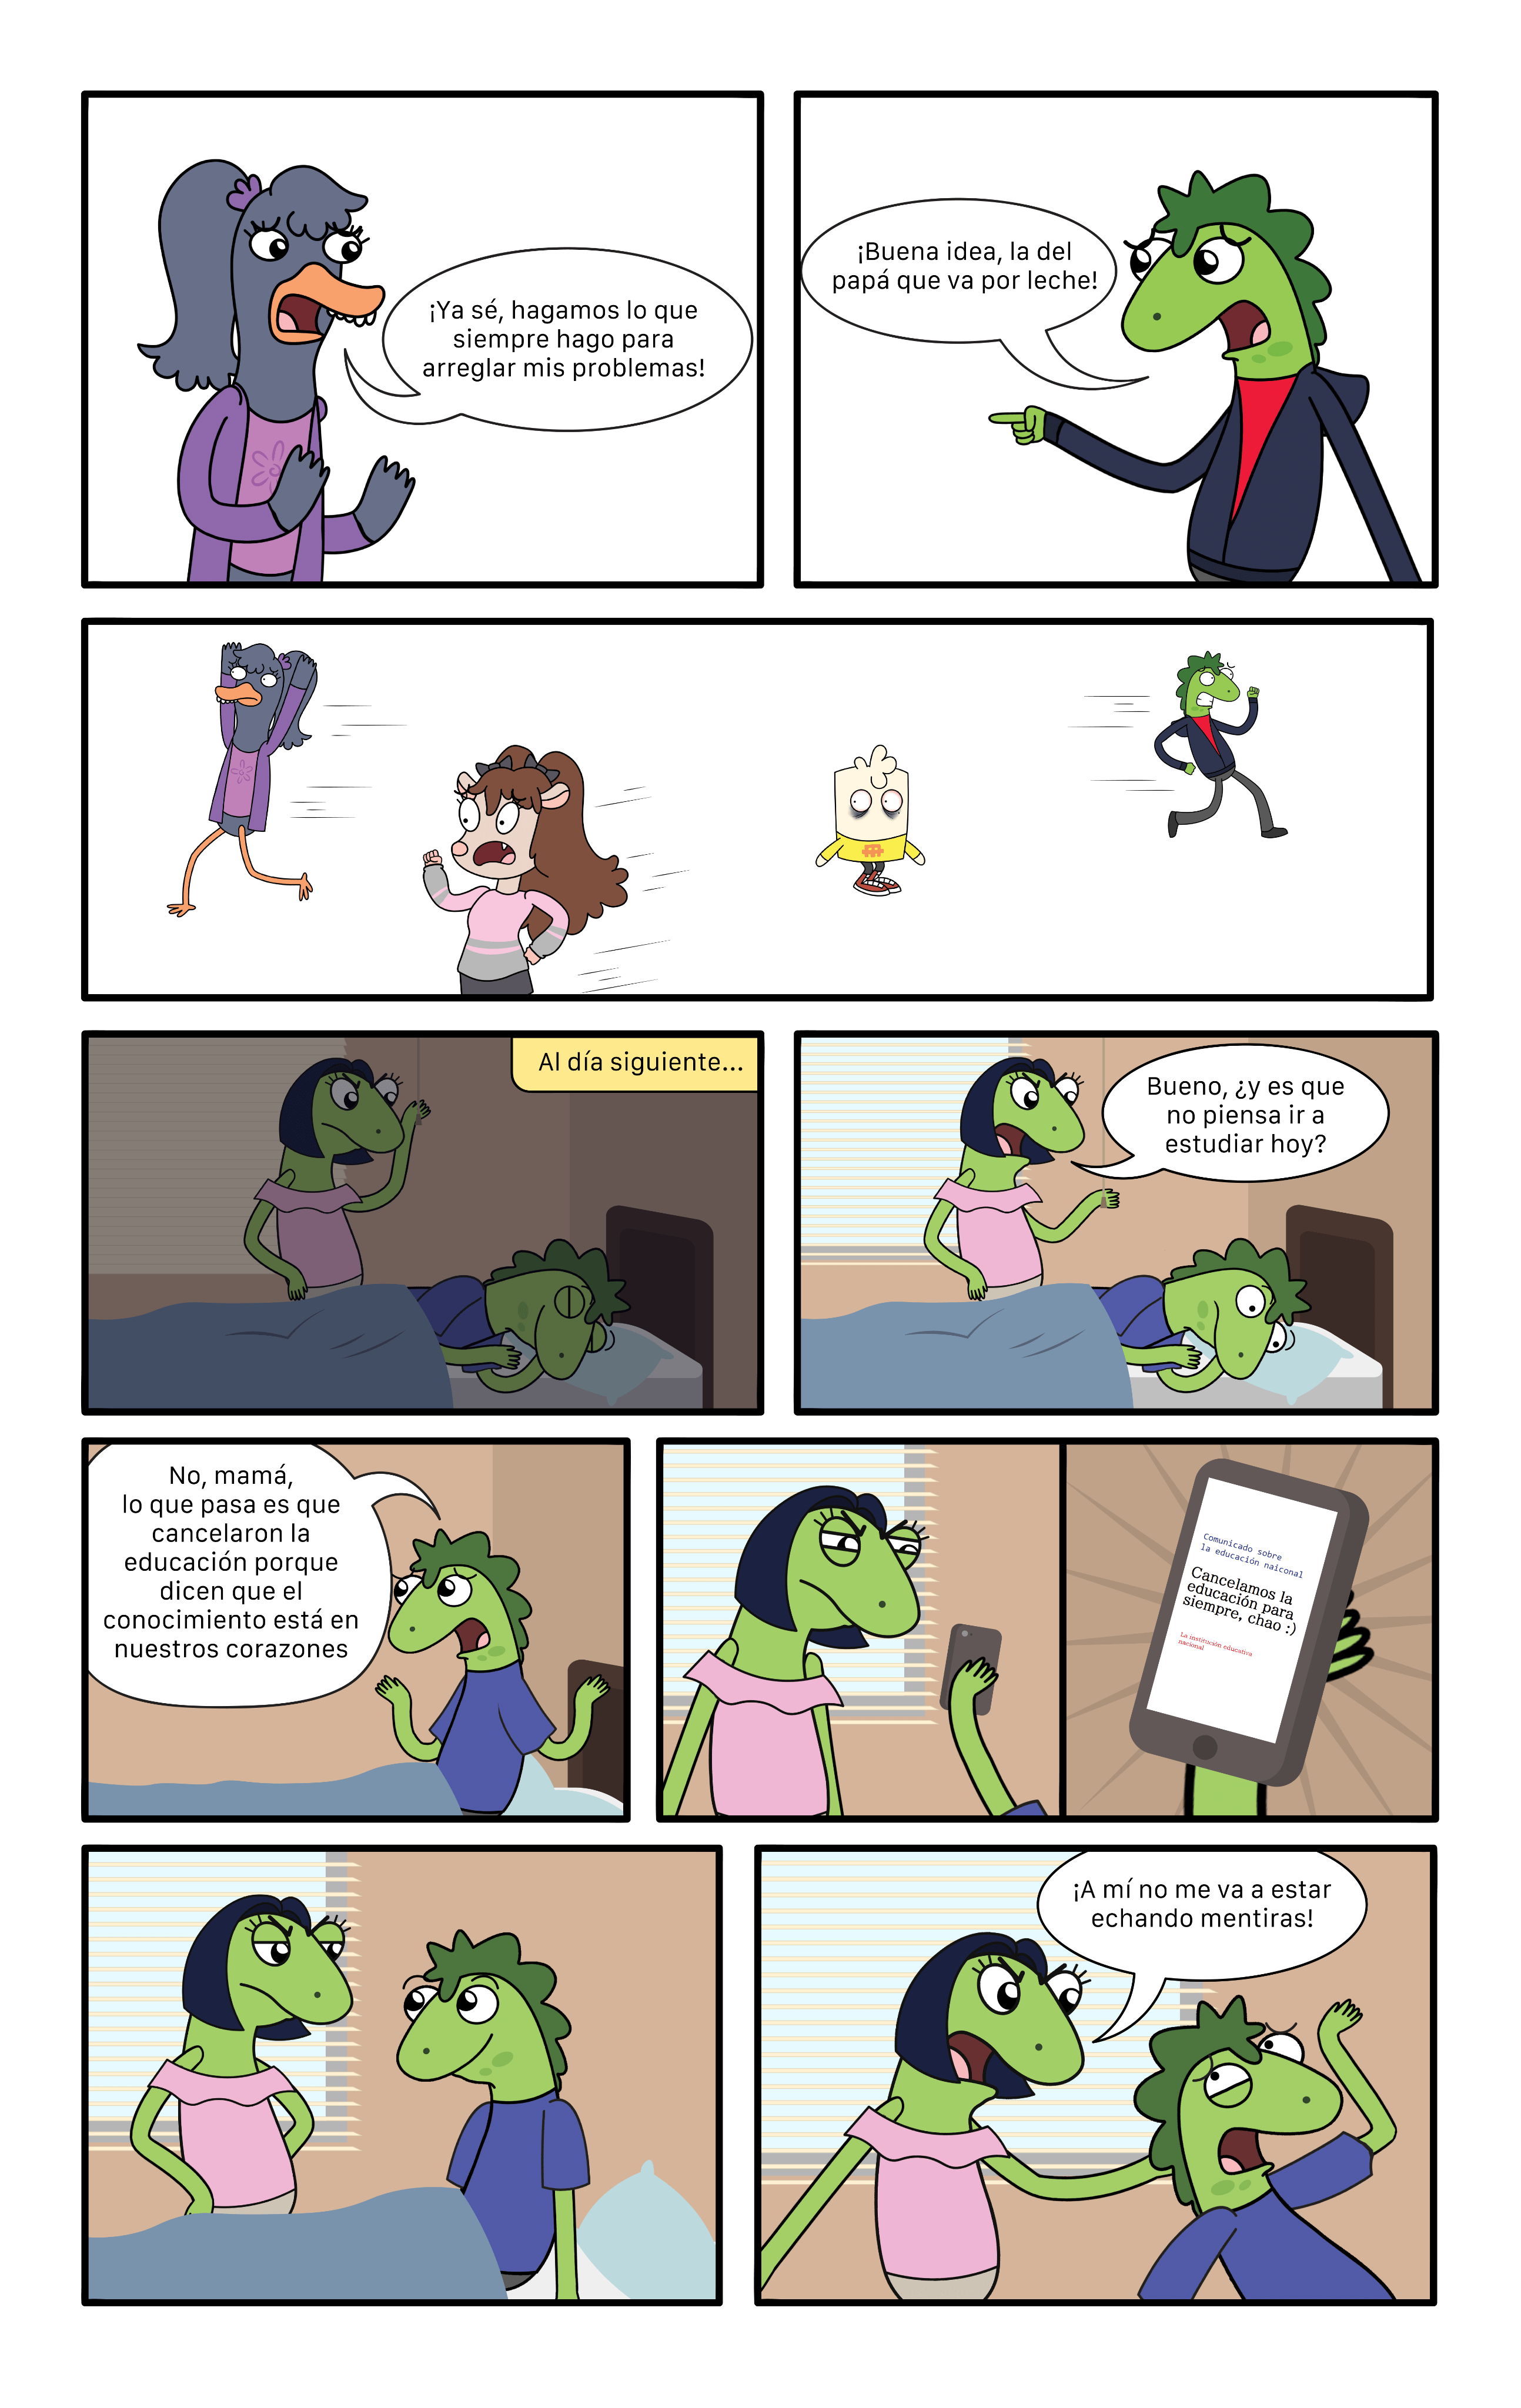 ¡Ya sé, hagamos lo que
siempre hago para
arreglar mis problemas!
¡Buena idea, la del
papá que va por leche!
Al día siguiente...
Bueno, ¿y es que
no piensa ir a
estudiar hoy?
No, mamá,
lo que pasa es que
cancelaron la
educación porque
dicen que el
conocimiento está en
nuestros corazones
Comunicado sobre
la educación naiconal
Cancelamos la
educación para
siempre, chao :)
La institución educativa
nacional
¡A mí no me va a estar
echando mentiras!